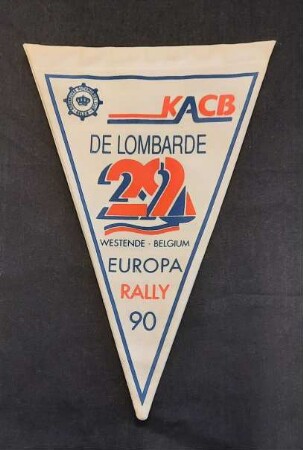 KACB
DE LOMBARDE
29
WESTENDE - BELGIUM
EUROPA
RALLY
90